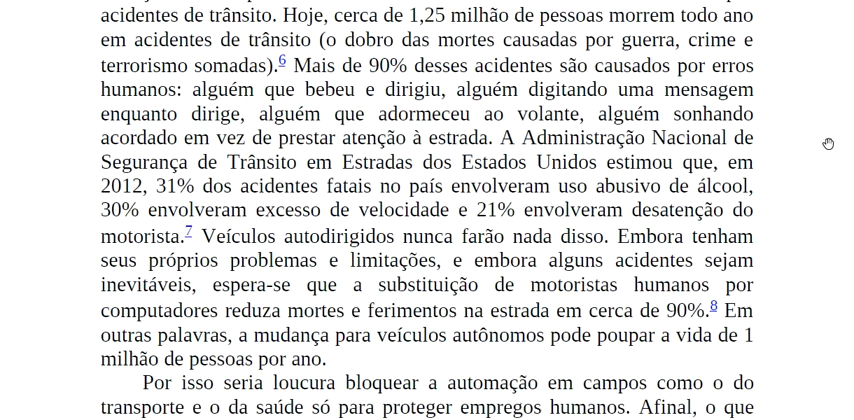 acidentes de trânsito. Hoje, cerca de 1,25 milhão de pessoas morrem todo ano
em acidentes de trânsito (o dobro das mortes causadas por guerra, crime e
terrorismo somadas).6 Mais de 90% desses acidentes são causados por erros
humanos: alguém que bebeu e dirigiu, alguém digitando uma mensagem
enquanto dirige, alguém que adormeceu ao volante, alguém sonhando
acordado em vez de prestar atenção à estrada. A Administração Nacional de
Segurança de Trânsito em Estradas dos Estados Unidos estimou que, em
2012, 31% dos acidentes fatais no país envolveram uso abusivo de álcool,
30% envolveram excesso de velocidade e 21% envolveram desatenção do
motorista.7 Veículos autodirigidos nunca farão nada disso. Embora tenham
seus próprios problemas e limitações, e embora alguns acidentes sejam
inevitáveis, espera-se que a substituição de motoristas humanos por
computadores reduza mortes e ferimentos na estrada em cerca de 90%.8 Em
outras palavras, a mudança para veículos autônomos pode poupar a vida de 1
milhão de pessoas por ano.
Por isso seria loucura bloquear a automação em campos como o do
transporte e o da saúde só para proteger empregos humanos. Afinal, o que